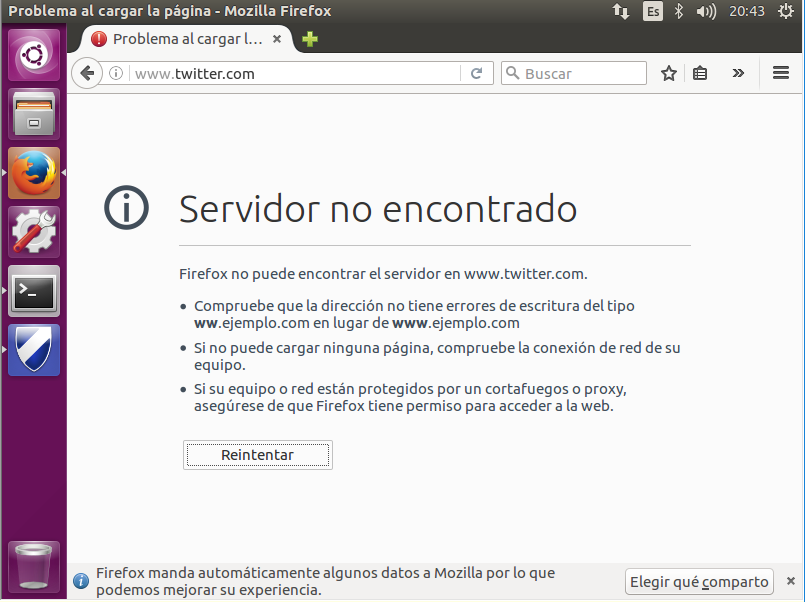 Problema al cargar la página - Mozilla Firefox
Es
20:43
Problema al cargar l...
www.twitter.com
Buscar
Servidor no encontrado
Firefox no puede encontrar el servidor en www.twitter.com.
Compruebe que la dirección no tiene errores de escritura del tipo
ww.ejemplo.com en lugar de www.ejemplo.com
Si no puede cargar ninguna página, compruebe la conexión de red de su
equipo.
Si su equipo o red están protegidos por un cortafuegos o proxy,
asegúrese de que Firefox tiene permiso para acceder a la web.
Reintentar
Firefox manda automáticamente algunos datos a Mozilla por lo que
podemos mejorar su experiencia.
Elegir qué comparto